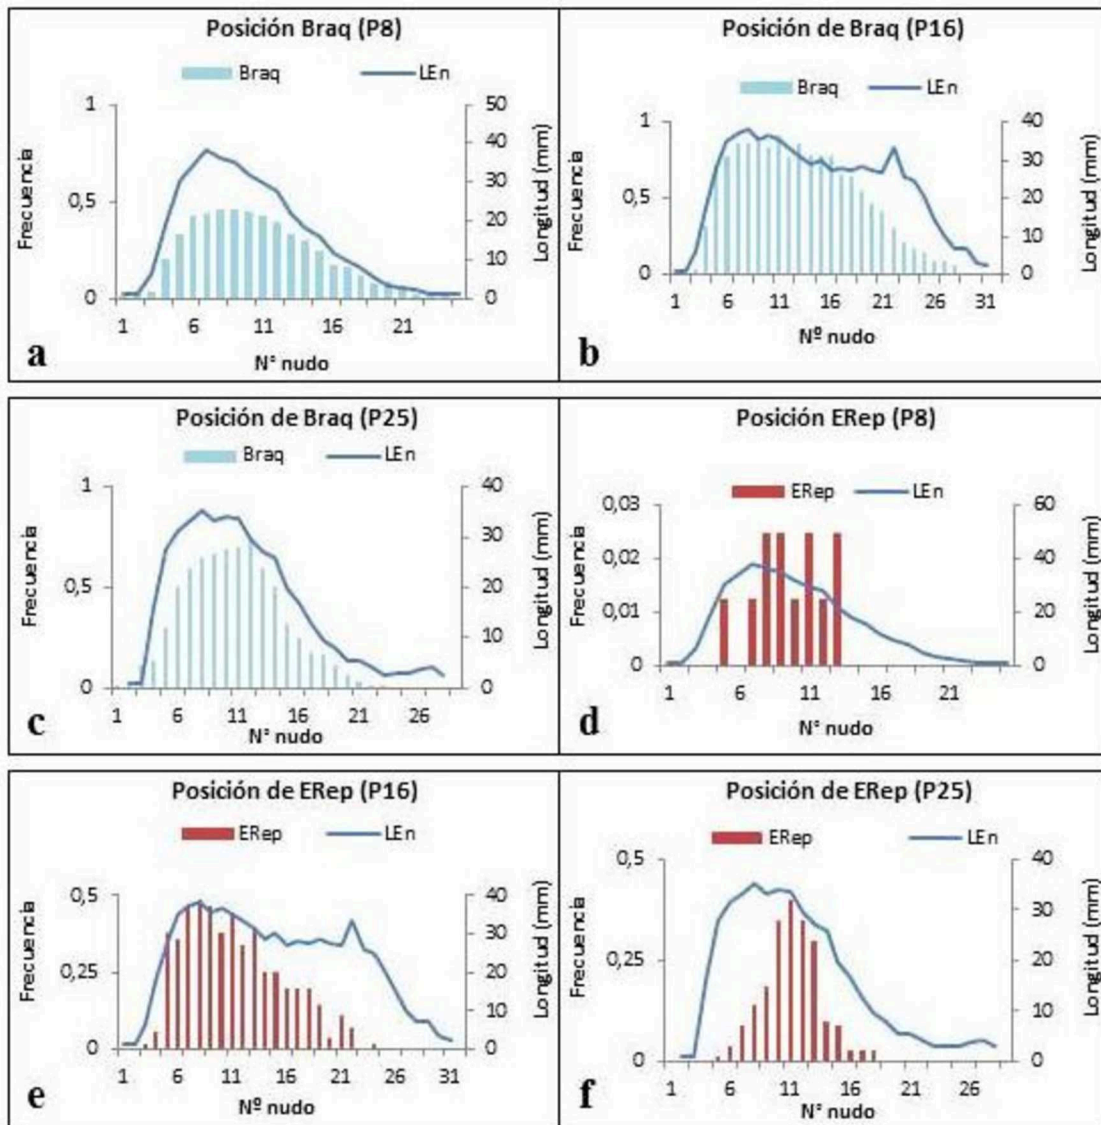 Posición Braq (P8)
Braq LEn
1 50
40
0,5 30
20
10
0 0
Frecuencia
Longitud (mm)
1 6 11 16 21
N° nudo
a
Posición de Braq (P16)
Braq LEn
1 40
30
0,5 20
10
0 0
Frecuencia
Longitud (mm)
1 6 11 16 21 26 31
Nº nudo
b
Posición de Braq (P25)
Braq LEn
1 40
30
0,5 20
10
0 0
Frecuencia
Longitud (mm)
1 6 11 16 21 26
N° nudo
c
Posición ERep (P8)
ERep LEn
0,03 60
0,02 40
0,01 20
0 0
Frecuencia
Longitud (mm)
1 6 11 16 21
N° nudo
d
Posición de ERep (P16)
ERep LEn
0,5 40
30
0,25 20
10
0 0
Frecuencia
Longitud (mm)
1 6 11 16 21 26 31
Nº nudo
e
Posición de ERep (P25)
ERep LEn
0,5 40
30
0,25 20
10
0 0
Frecuencia
Longitud (mm)
1 6 11 16 21 26
N° nudo
f